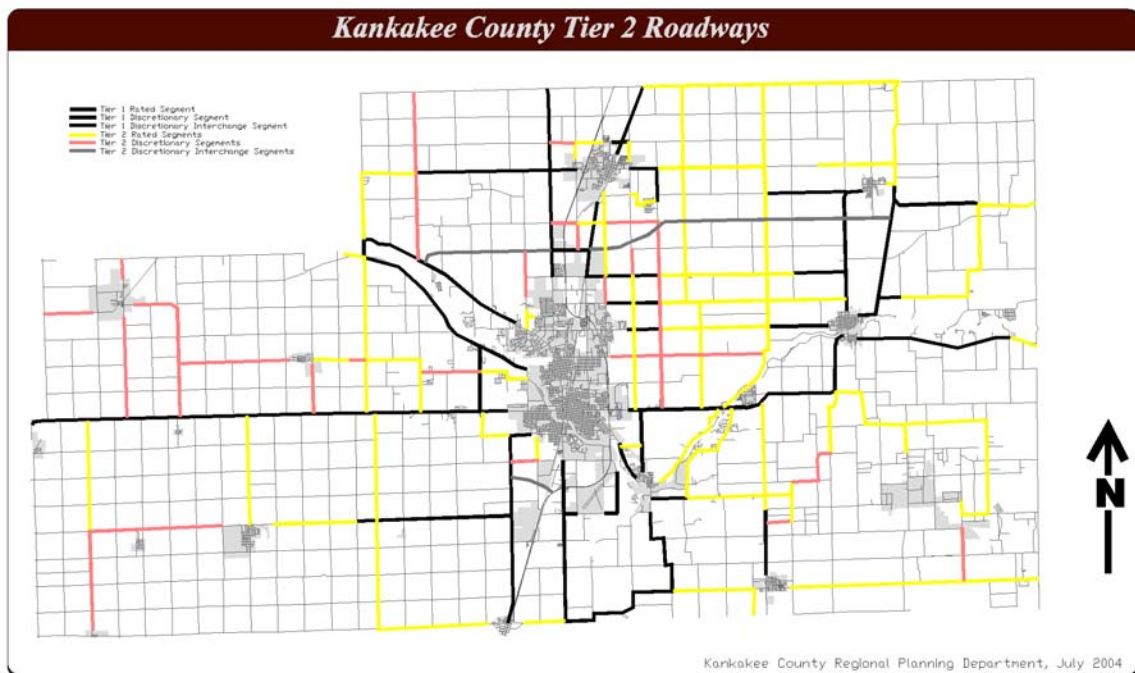 Kankakee County Tier 2 Roadways
Tier 1 Rated Segment
Tier 1 Discretionary Segment
Tier 1 Discretionary Interchange Segment
Tier 2 Rated Segments
Tier 2 Discretionary Segements
Tier 2 Discretionary Interchange Segments
N
Kankakee County Regional Planning Department, July 2004